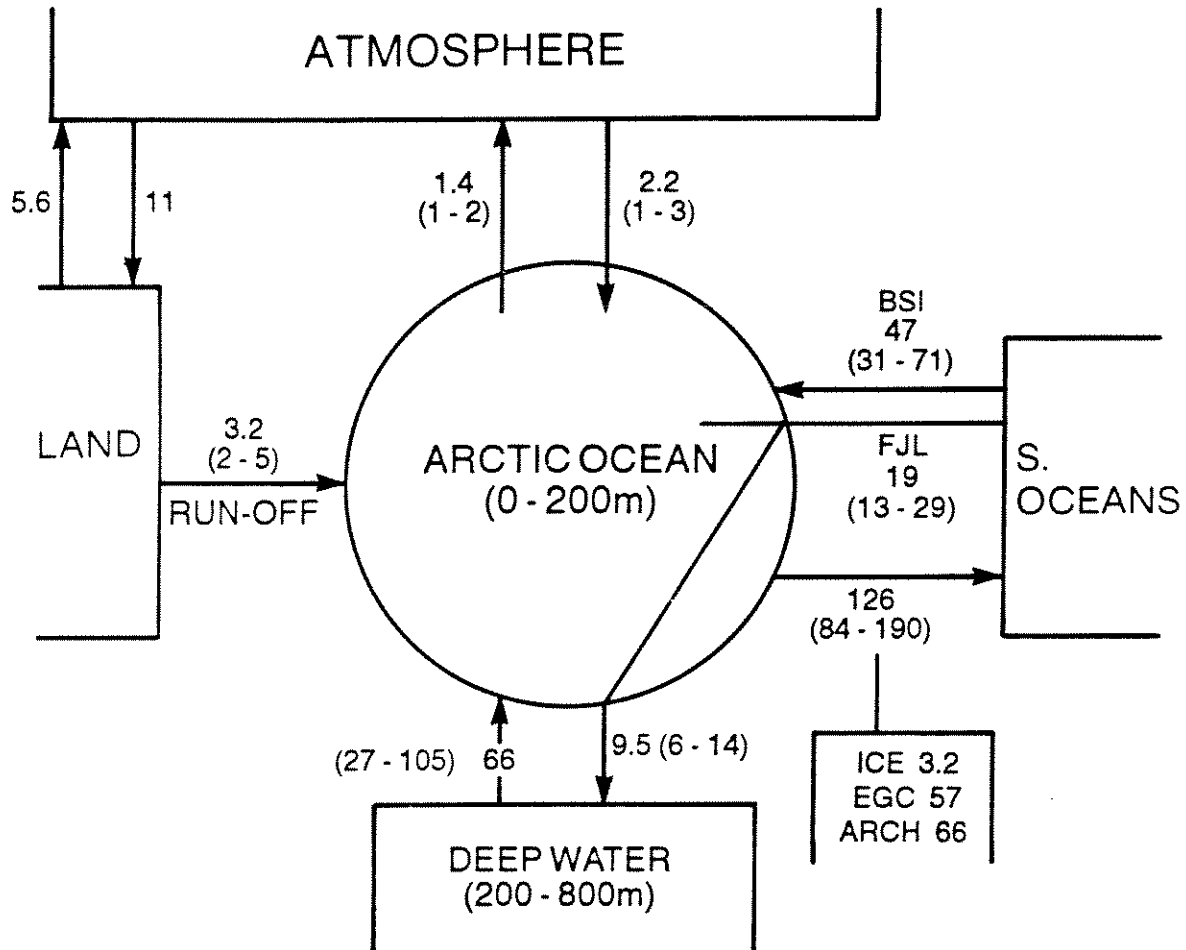 ATMOSPHERE
5.6
11
1.4
(1 - 2)
2.2
(1 - 3)
BSI
47
(31 - 71)
LAND
3.2
(2 - 5)
RUN-OFF
ARCTIC OCEAN
(0 - 200m)
FJL
19
(13 - 29)
S.
OCEANS
126
(84 - 190)
(27 - 105) 66
9.5 (6 - 14)
ICE 3.2
EGC 57
ARCH 66
DEEP WATER
(200 - 800m)